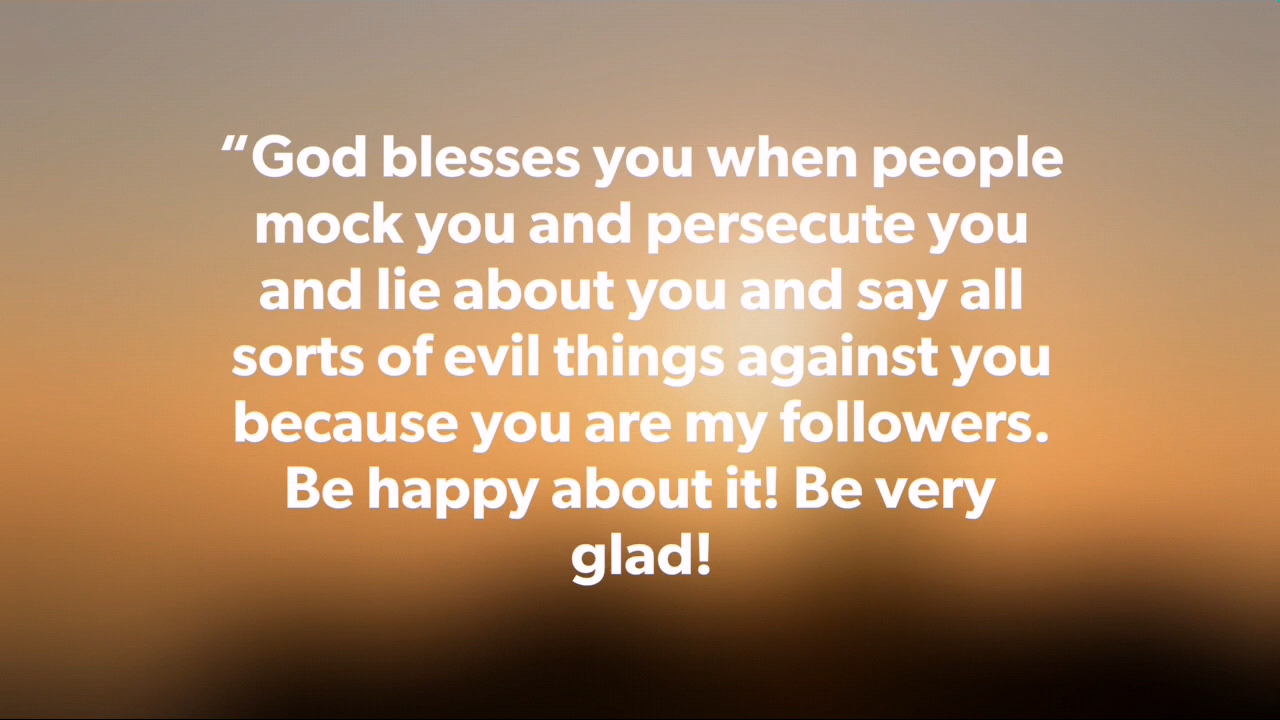 “God blesses you when people
mock you and persecute you
and lie about you and say all
sorts of evil things against you
because you are my followers.
Be happy about it! Be very
glad!